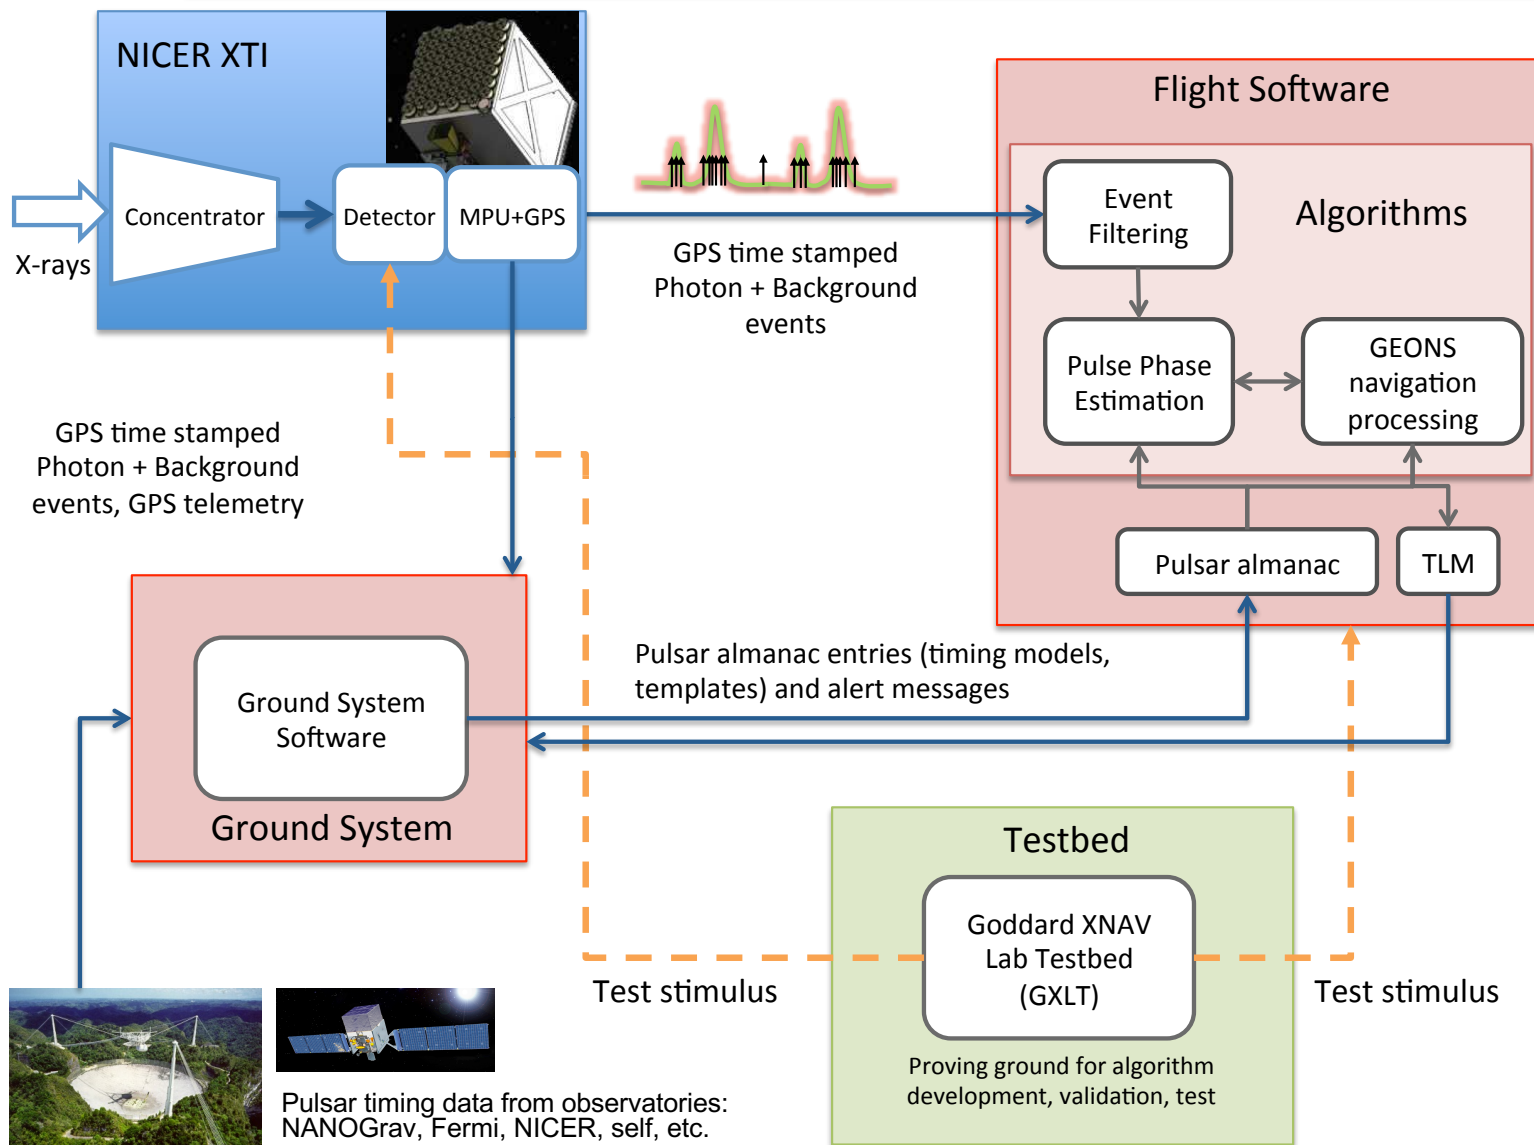 NICER XTI
Concentrator
Detector
MPU+GPS
X-rays
GPS time stamped
Photon + Background
events
Flight Software
Algorithms
Event
Filtering
Pulse Phase
Estimation
GEONS
navigation
processing
Pulsar almanac
TLM
GPS time stamped
Photon + Background
events, GPS telemetry
Ground System
Software
Ground System
Pulsar almanac entries (timing models,
templates) and alert messages
Testbed
Goddard XNAV
Lab Testbed
(GXLT)
Proving ground for algorithm
development, validation, test
Test stimulus
Test stimulus
Pulsar timing data from observatories:
NANOGrav, Fermi, NICER, self, etc.